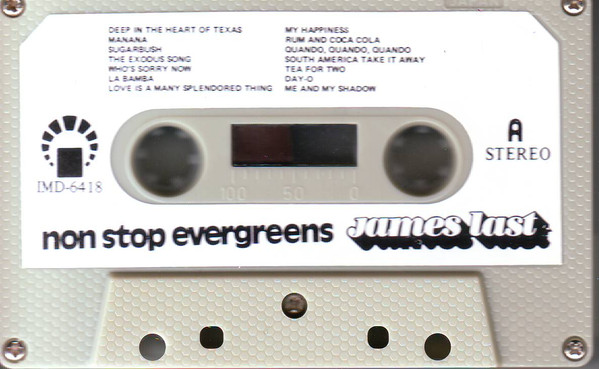 DEEP IN THE HEART OF TEXAS
MANANA
SUGARBUSH
THE EXODUS SONG
WHO'S SORRY NOW
LA BAMBA
LOVE IS A MANY SPLENDORED THING
MY HAPPINESS
RUM AND COCA COLA
QUANDO, QUANDO, QUANDO
SOUTH AMERICA TAKE IT AWAY
TEA FOR TWO
DAY-O
ME AND MY SHADOW
A
STEREO
IMD-6418
100 50 0
non stop evergreens james last